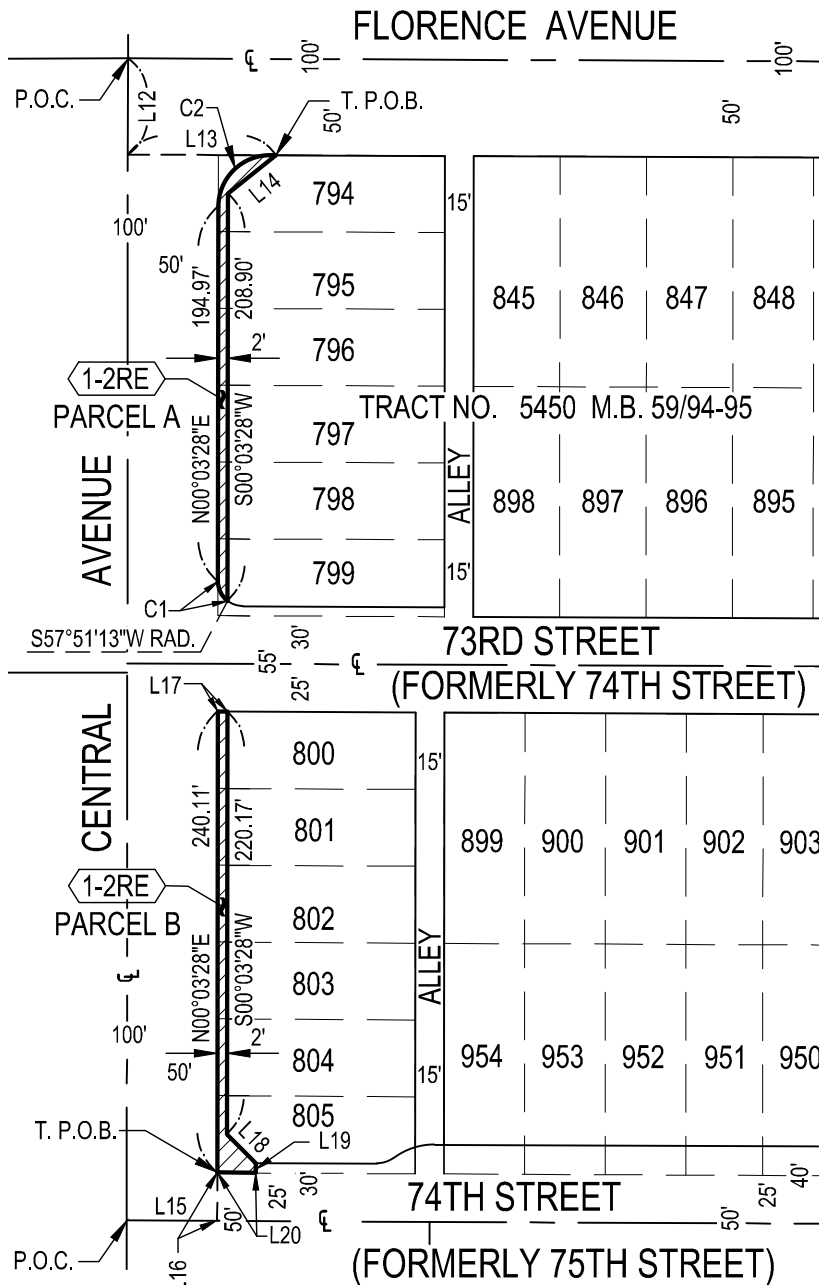 FLORENCE AVENUE
℄
100'
100'
P.O.C.
L12
C2
L13
T. P.O.B.
50'
50'
L14
794
15'
100'
50'
194.97'
208.90'
795
845
846
847
848
2'
796
1-2RE
PARCEL A
TRACT NO. 5450 M.B. 59/94-95
797
N00°03'28"E
S00°03'28"W
AVENUE
798
ALLEY
898
897
896
895
799
15'
C1
S57°51'13"W RAD.
30'
73RD STREET
55'
℄
25'
(FORMERLY 74TH STREET)
L17
CENTRAL
800
15'
240.11'
220.17'
801
899
900
901
902
903
1-2RE
PARCEL B
802
℄
N00°03'28"E
S00°03'28"W
803
ALLEY
100'
50'
2'
804
15'
954
953
952
951
950
805
T. P.O.B.
L18
L19
25'
30'
74TH STREET
25'
40'
L15
50'
L20
℄
50'
P.O.C.
L16
(FORMERLY 75TH STREET)